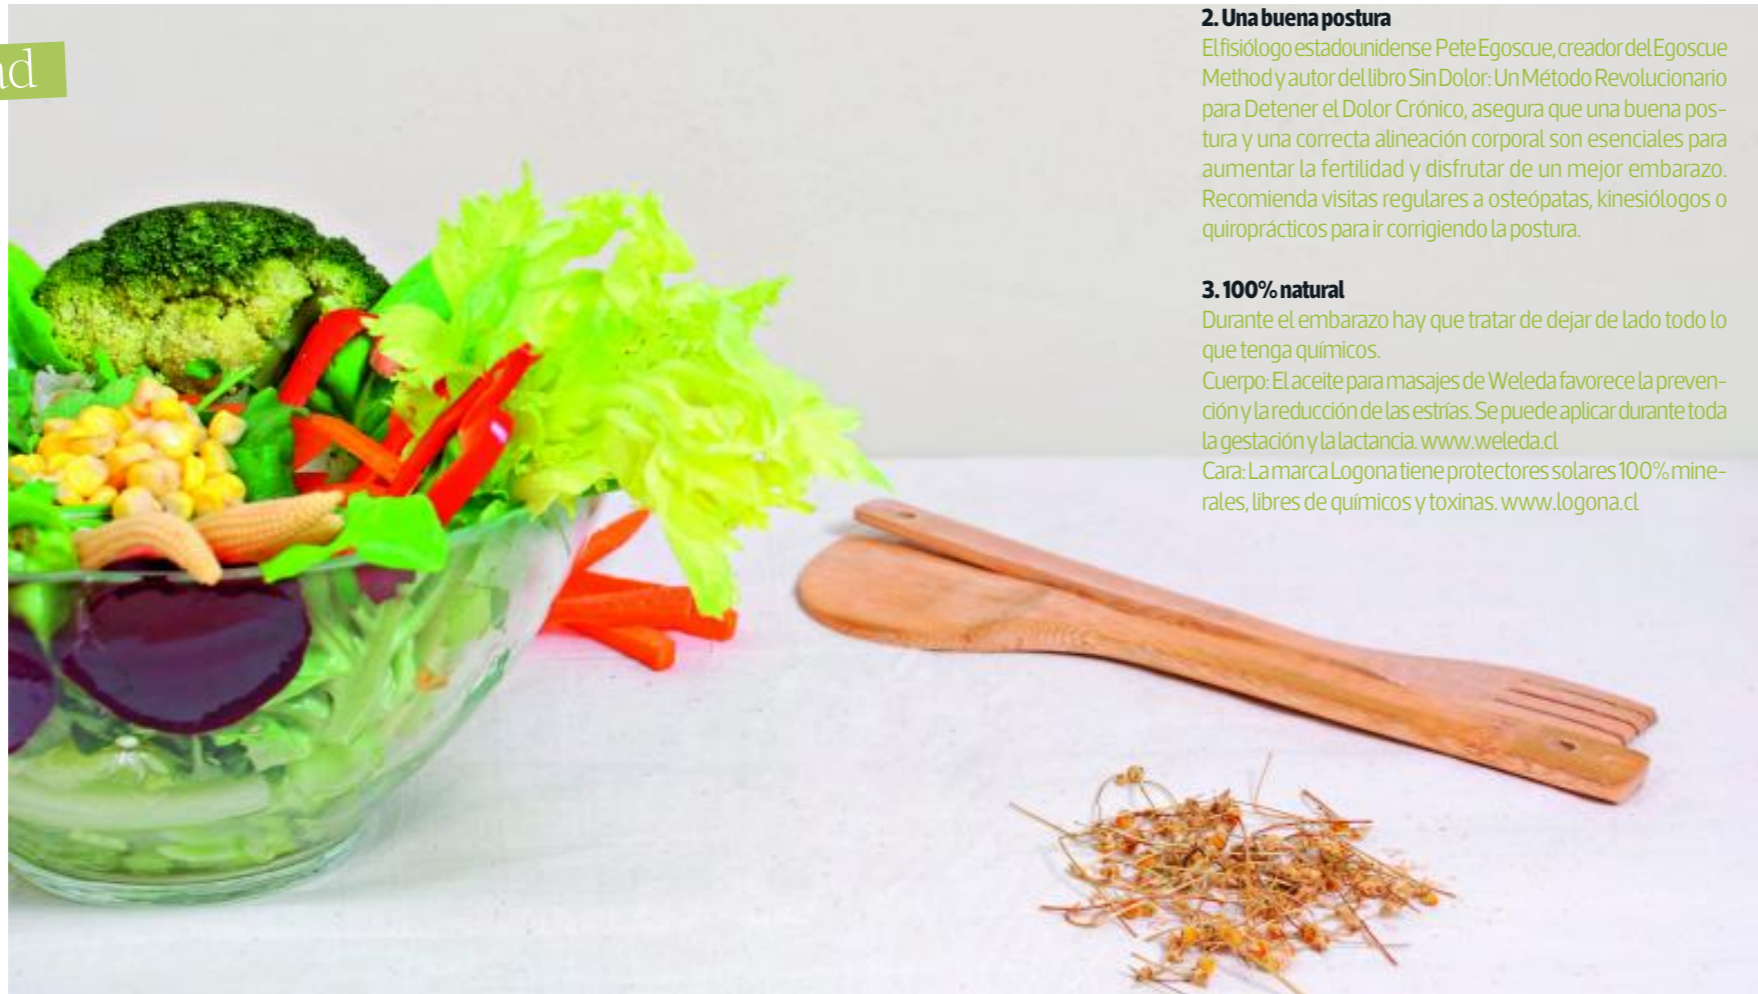 ad
2. Una buena postura
El fisiólogo estadounidense Pete Egoscue, creador del Egoscue
Method y autor del libro Sin Dolor: Un Método Revolucionario
para Detener el Dolor Crónico, asegura que una buena pos-
tura y una correcta alineación corporal son esenciales para
aumentar la fertilidad y disfrutar de un mejor embarazo.
Recomienda visitas regulares a osteópatas, kinesiólogos o
quiroprácticos para ir corrigiendo la postura.
3. 100% natural
Durante el embarazo hay que tratar de dejar de lado todo lo
que tenga químicos.
Cuerpo: El aceite para masajes de Weleda favorece la preven-
ción y la reducción de las estrías. Se puede aplicar durante toda
la gestación y la lactancia. www.weleda.cl
Cara: La marca Logona tiene protectores solares 100% mine-
rales, libres de químicos y toxinas. www.logona.cl